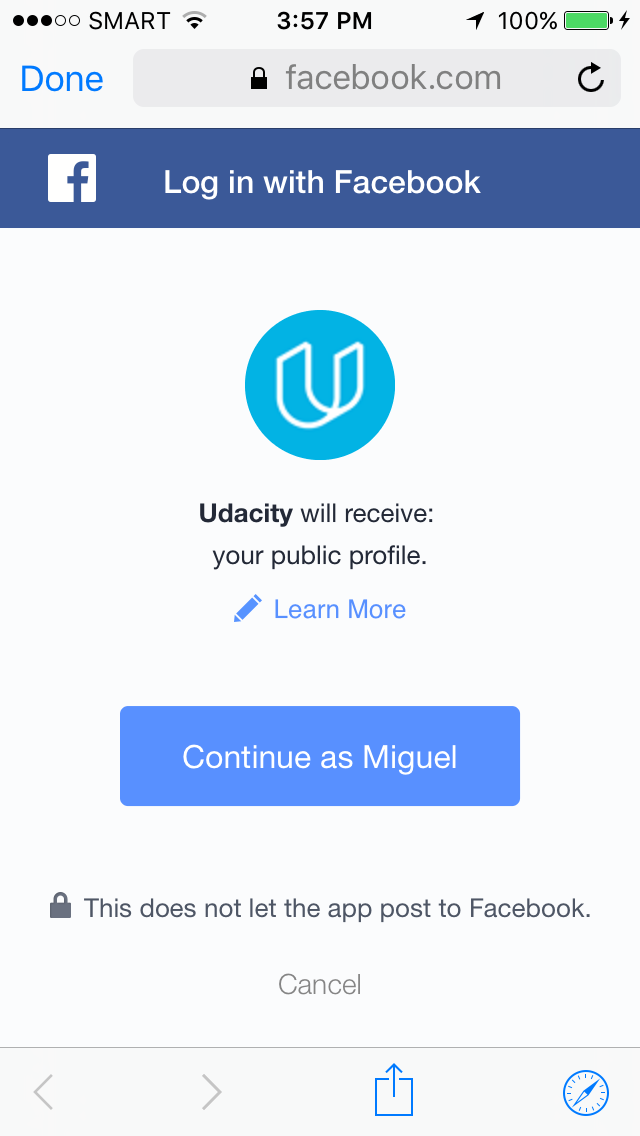 SMART 3:57 PM 100%
Done facebook.com
Log in with Facebook
Udacity will receive:
your public profile.
Learn More
Continue as Miguel
This does not let the app post to Facebook.
Cancel